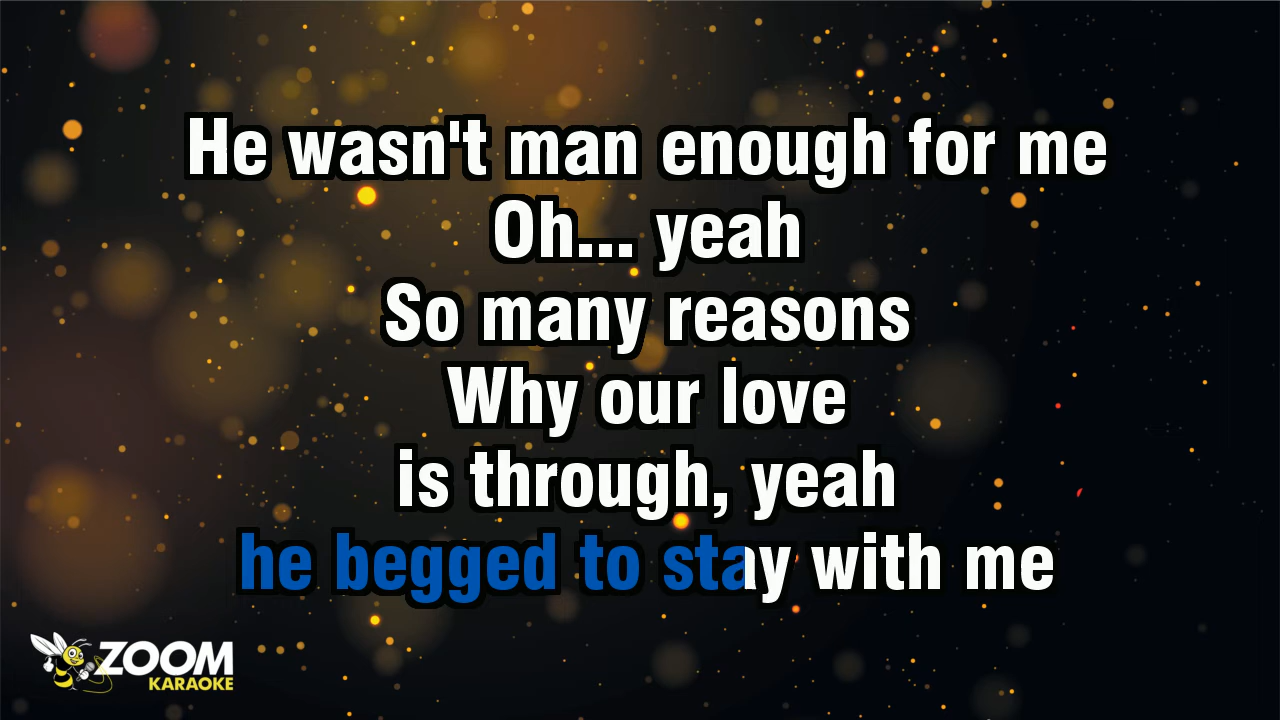 He wasn't man enough for me
Oh... yeah
So many reasons
Why our love
is through, yeah
he begged to stay with me
ZOOM
KARAOKE